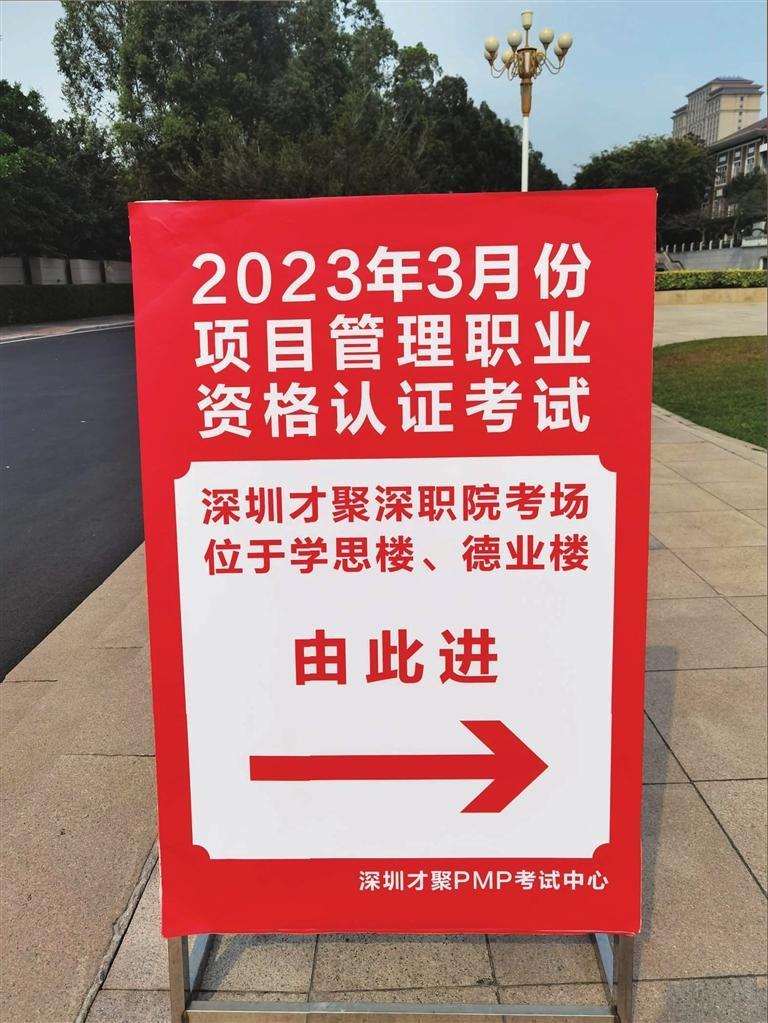 2023年3月份
项目管理职业
资格认证考试
深圳才聚深职院考场
位于学思楼、德业楼
由此进
深圳才聚PMP考试中心